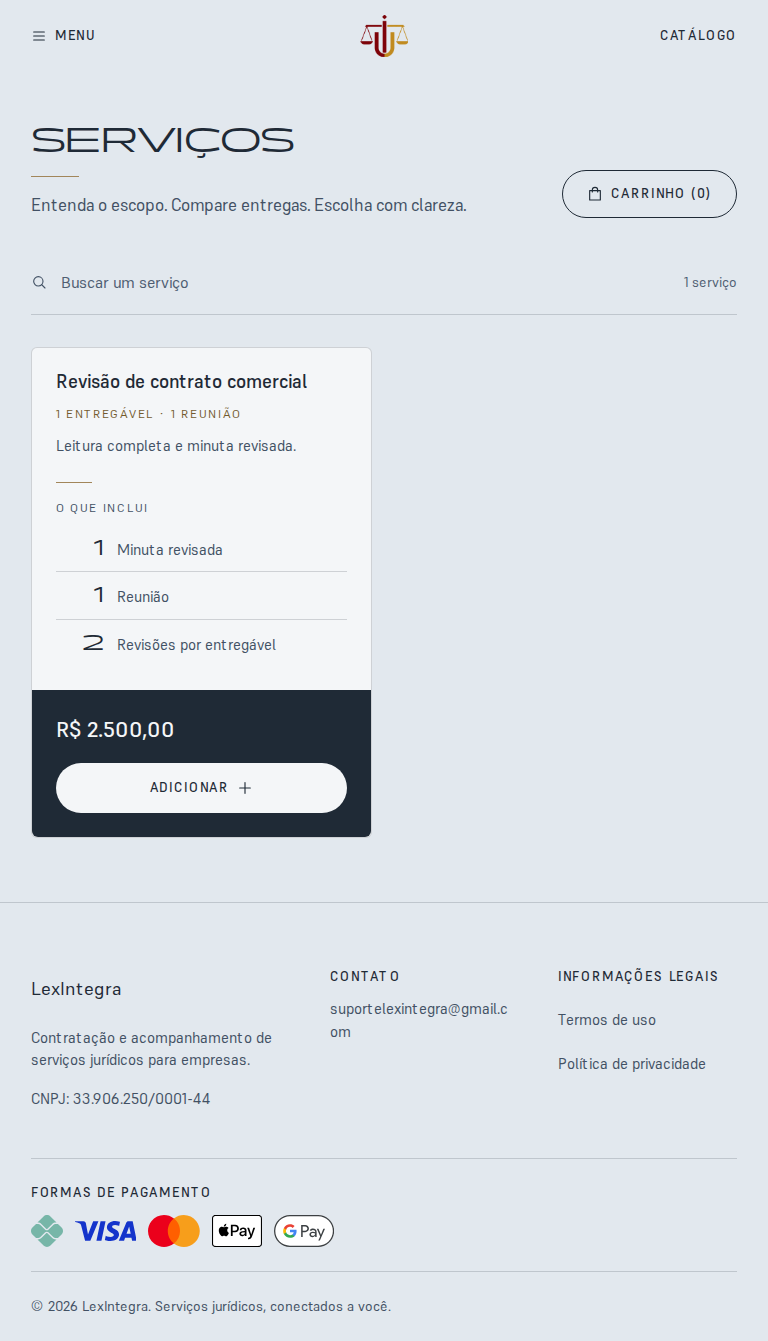 MENU
CATÁLOGO
SERVIÇOS
Entenda o escopo. Compare entregas. Escolha com clareza.
CARRINHO (0)
Buscar um serviço
1 serviço
Revisão de contrato comercial
1 ENTREGÁVEL · 1 REUNIÃO
Leitura completa e minuta revisada.
O QUE INCLUI
1 Minuta revisada
1 Reunião
2 Revisões por entregável
R$ 2.500,00
ADICIONAR +
LexIntegra
Contratação e acompanhamento de
serviços jurídicos para empresas.
CNPJ: 33.906.250/0001-44
CONTATO
suportelexintegra@gmail.c
om
INFORMAÇÕES LEGAIS
Termos de uso
Política de privacidade
FORMAS DE PAGAMENTO
VISA
Pay
G Pay
© 2026 LexIntegra. Serviços jurídicos, conectados a você.